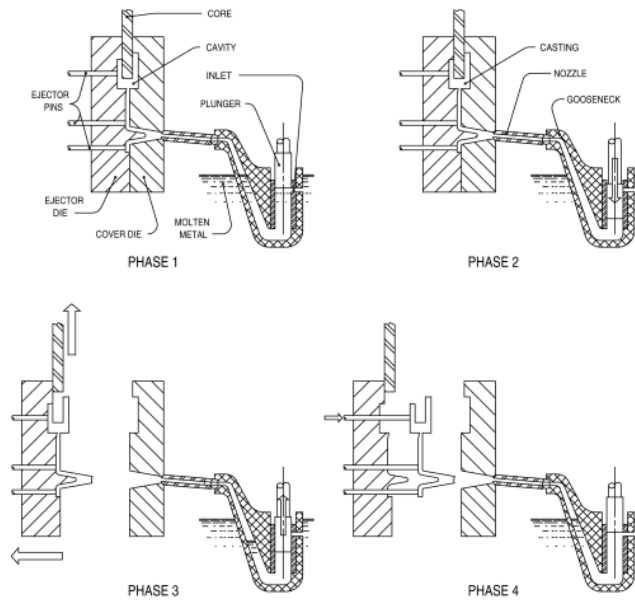 CORE
CAVITY
INLET
PLUNGER
EJECTOR
PINS
EJECTOR
DIE
COVER DIE
MOLTEN
METAL
PHASE 1
CASTING
NOZZLE
GOOSENECK
PHASE 2
PHASE 3
PHASE 4